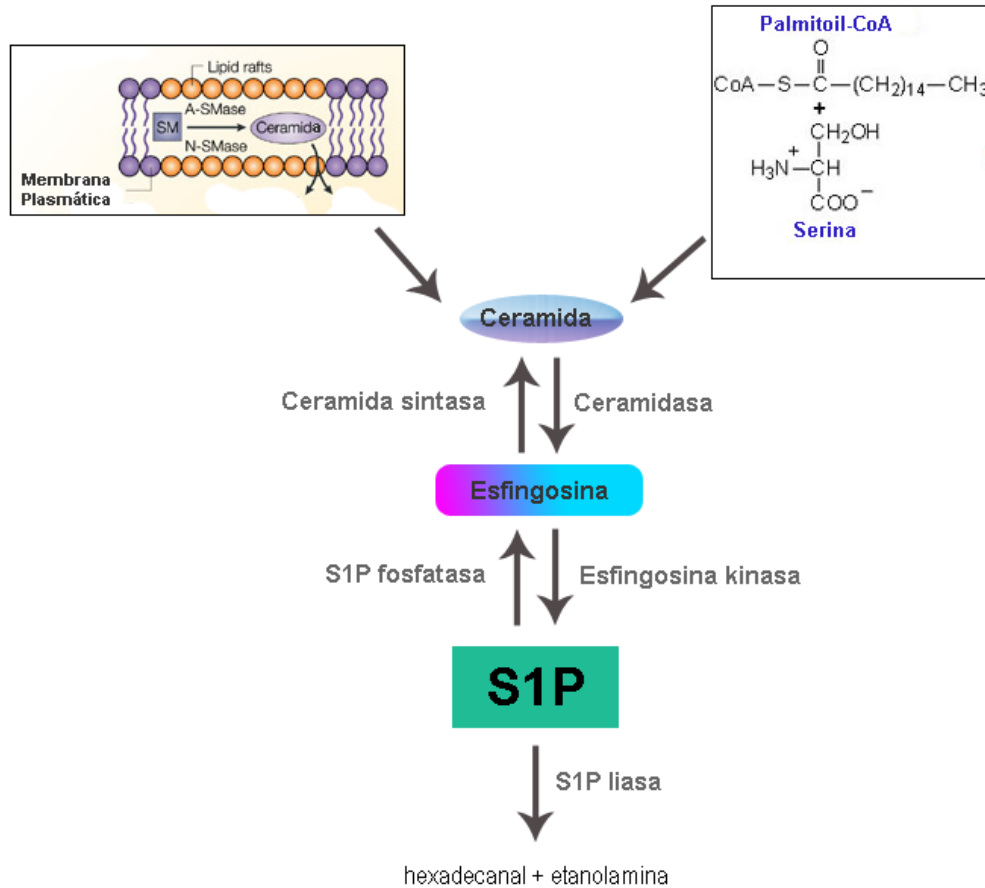 Lipid rafts
A-SMase
SM
Ceramida
N-SMase
Membrana
Plasmática
Palmitoil-CoA
O
CoA—S—C—(CH₂)₁₄—CH₃
+
CH₂OH
+
H₃N—CH
COO⁻
Serina
Ceramida
Ceramida sintasa
Ceramidasa
Esfingosina
S1P fosfatasa
Esfingosina kinasa
S1P
S1P liasa
hexadecanal + etanolamina